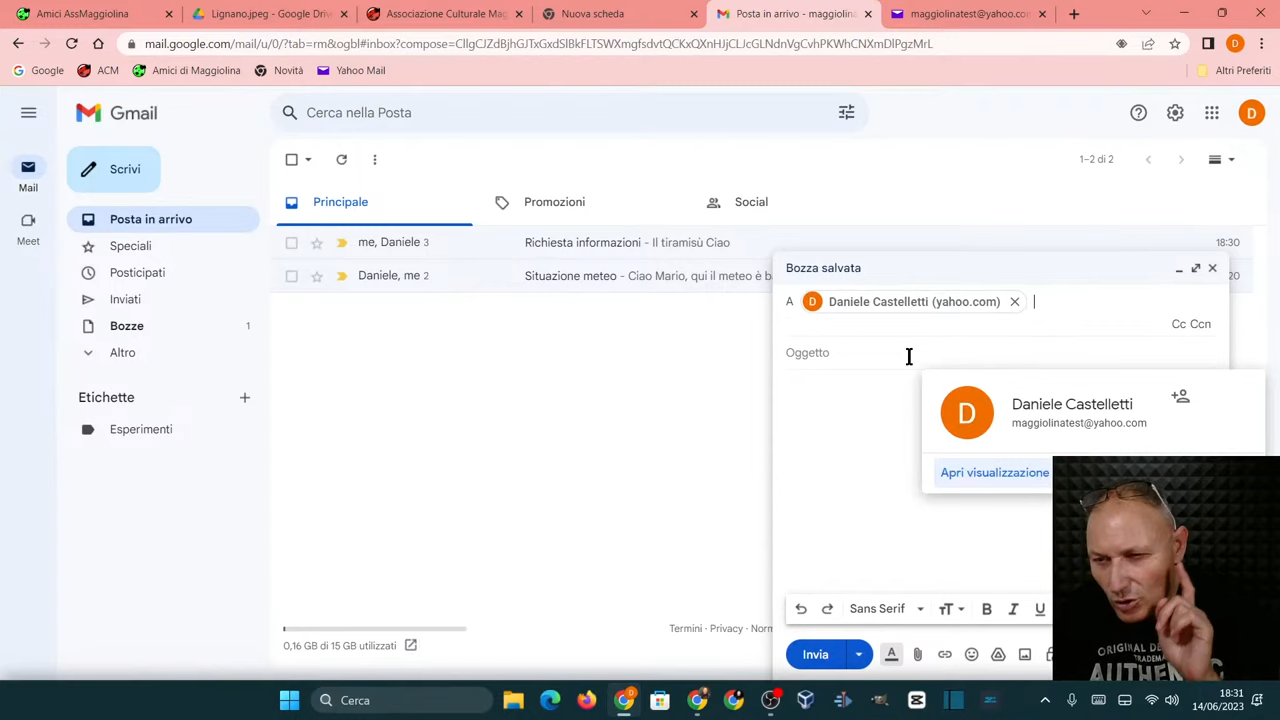 Amici AssMaggiolina
Lignano.jpeg - Google Drive
Associazione Culturale Mag
Nuova scheda
Posta in arrivo - maggiolina
maggiolinatest@yahoo.com
mail.google.com/mail/u/0/?tab=rm&ogbl#inbox?compose=CllgCJZdBjhGJTxGxdSlBkFLTSWXmgfsdvtQCKxQXnHJjCLJcGLNdnVgCvhPKWhCNXmDlPgzMrL
Google
ACM
Amici di Maggiolina
Novità
Yahoo Mail
Altri Preferiti
Gmail
Cerca nella Posta
D
Scrivi
1–2 di 2
Mail
Meet
Principale
Promozioni
Social
Posta in arrivo
Speciali
Posticipati
Inviati
Bozze 1
Altro
Etichette
Esperimenti
me, Daniele 3 Richiesta informazioni - Il tiramisù Ciao 18:30
Daniele, me 2 Situazione meteo - Ciao Mario, qui il meteo è b 20
Bozza salvata
A D Daniele Castelletti (yahoo.com)
Cc Ccn
Oggetto
D
Daniele Castelletti
maggiolinatest@yahoo.com
Apri visualizzazione
Sans Serif
B I U
Invia
Termini · Privacy · Norm
0,16 GB di 15 GB utilizzati
ORIGINAL DE
TRADEMA
AUTHENTIC
Cerca
18:31
14/06/2023